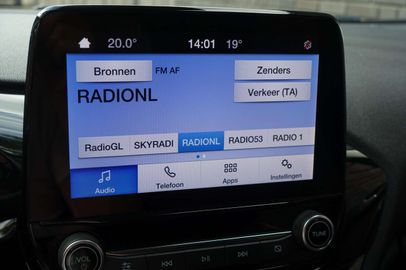 20.0° 14:01 19°
Bronnen FM AF Zenders
RADIONL Verkeer (TA)
RadioGL SKYRADI RADIONL RADIO53 RADIO 1
Audio Telefoon Apps Instellingen
VOL TUNE